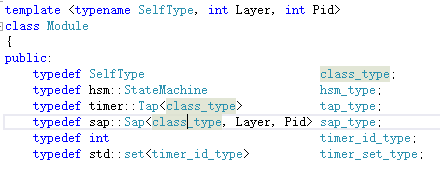 template <typename SelfType, int Layer, int Pid>
class Module
{
public:
    typedef SelfType                        class_type;
    typedef hsm::StateMachine               hsm_type;
    typedef timer::Tap<class_type>          tap_type;
    typedef sap::Sap<class_type, Layer, Pid> sap_type;
    typedef int                             timer_id_type;
    typedef std::set<timer_id_type>         timer_set_type;